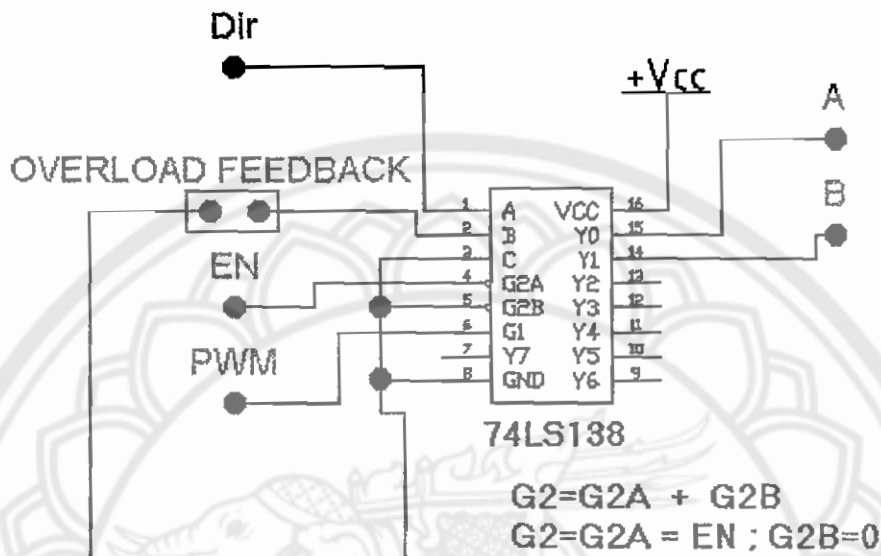 Dir
+Vcc
A
OVERLOAD FEEDBACK
B
EN
PWM
1 A VCC 16
2 B Y0 15
3 C Y1 14
4 G2A Y2 13
5 G2B Y3 12
6 G1 Y4 11
7 Y7 Y5 10
8 GND Y6 9
74LS138
G2=G2A + G2B
G2=G2A = EN ; G2B=0